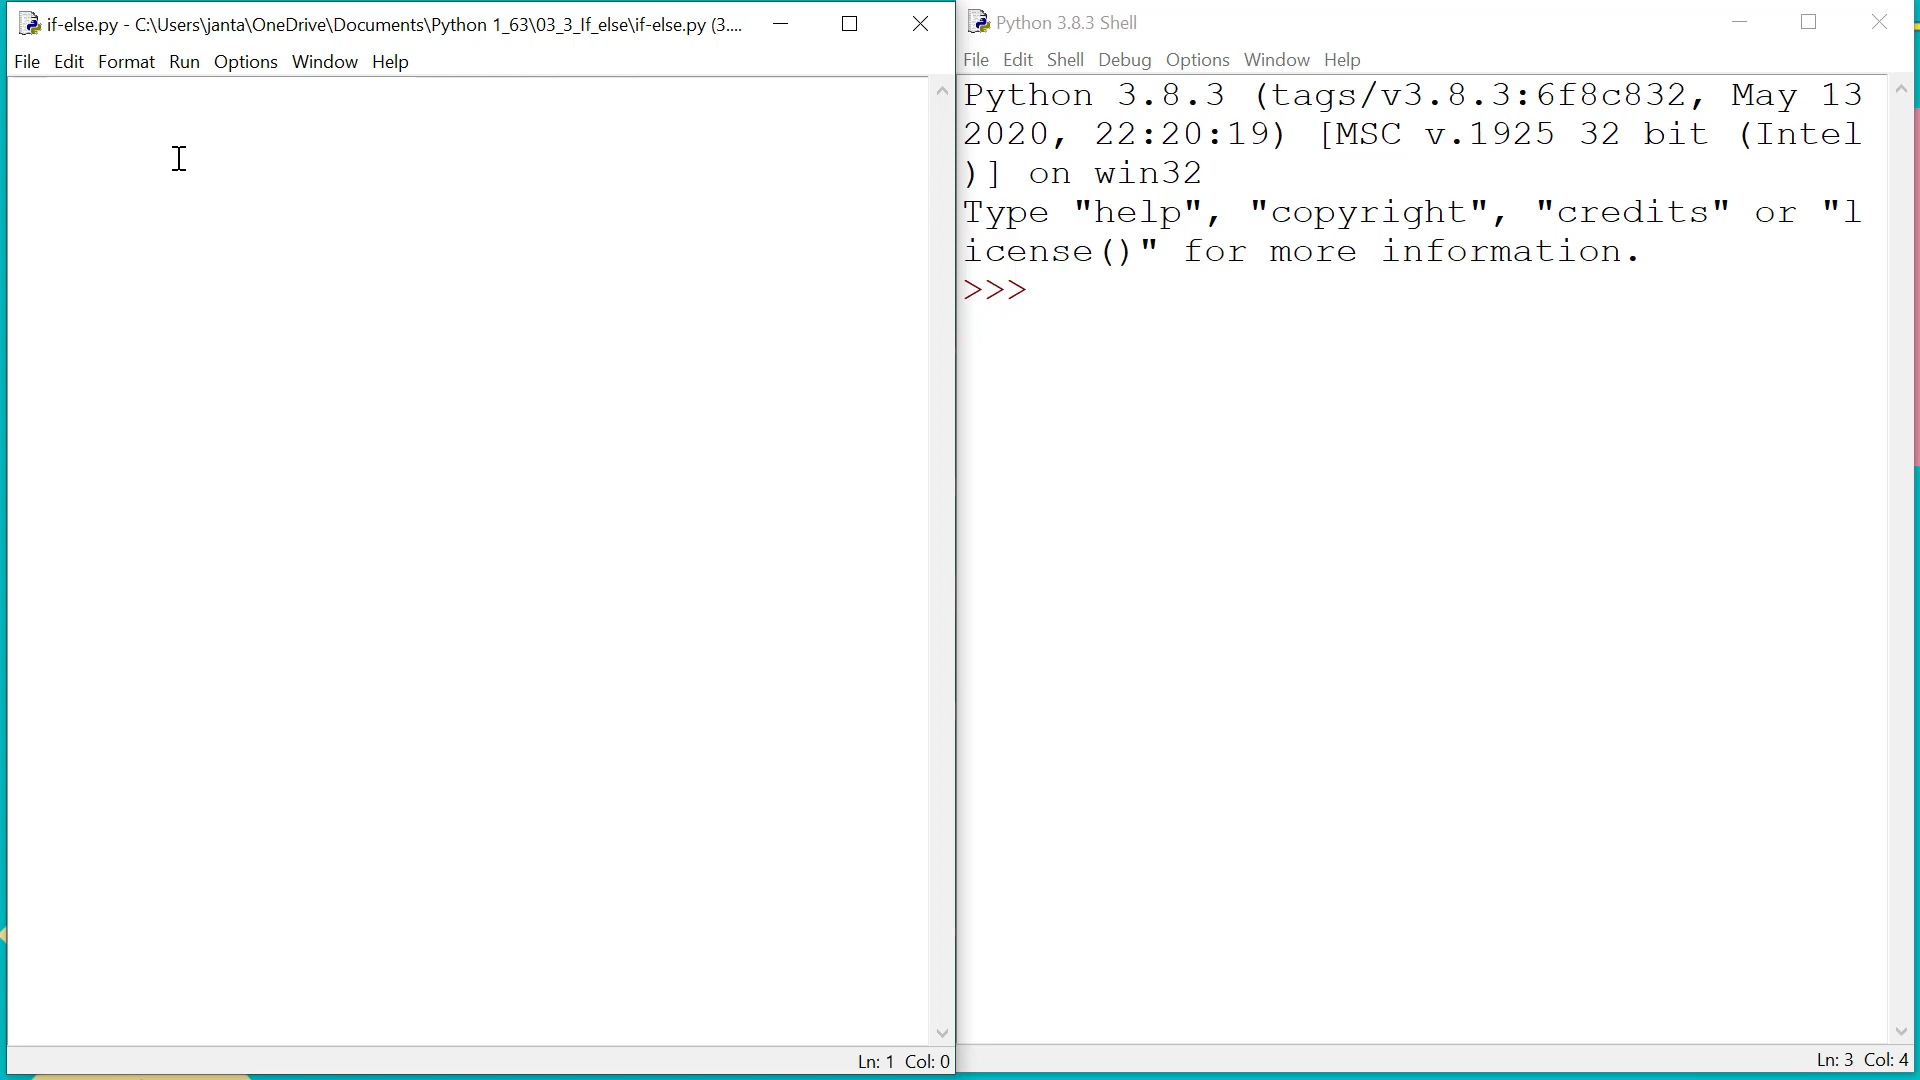 if-else.py - C:\Users\janta\OneDrive\Documents\Python 1_63\03_3_If_else\if-else.py (3....
File Edit Format Run Options Window Help
Ln: 1 Col: 0
Python 3.8.3 Shell
File Edit Shell Debug Options Window Help
Python 3.8.3 (tags/v3.8.3:6f8c832, May 13
2020, 22:20:19) [MSC v.1925 32 bit (Intel
)] on win32
Type "help", "copyright", "credits" or "l
icense()" for more information.
>>>
Ln: 3 Col: 4